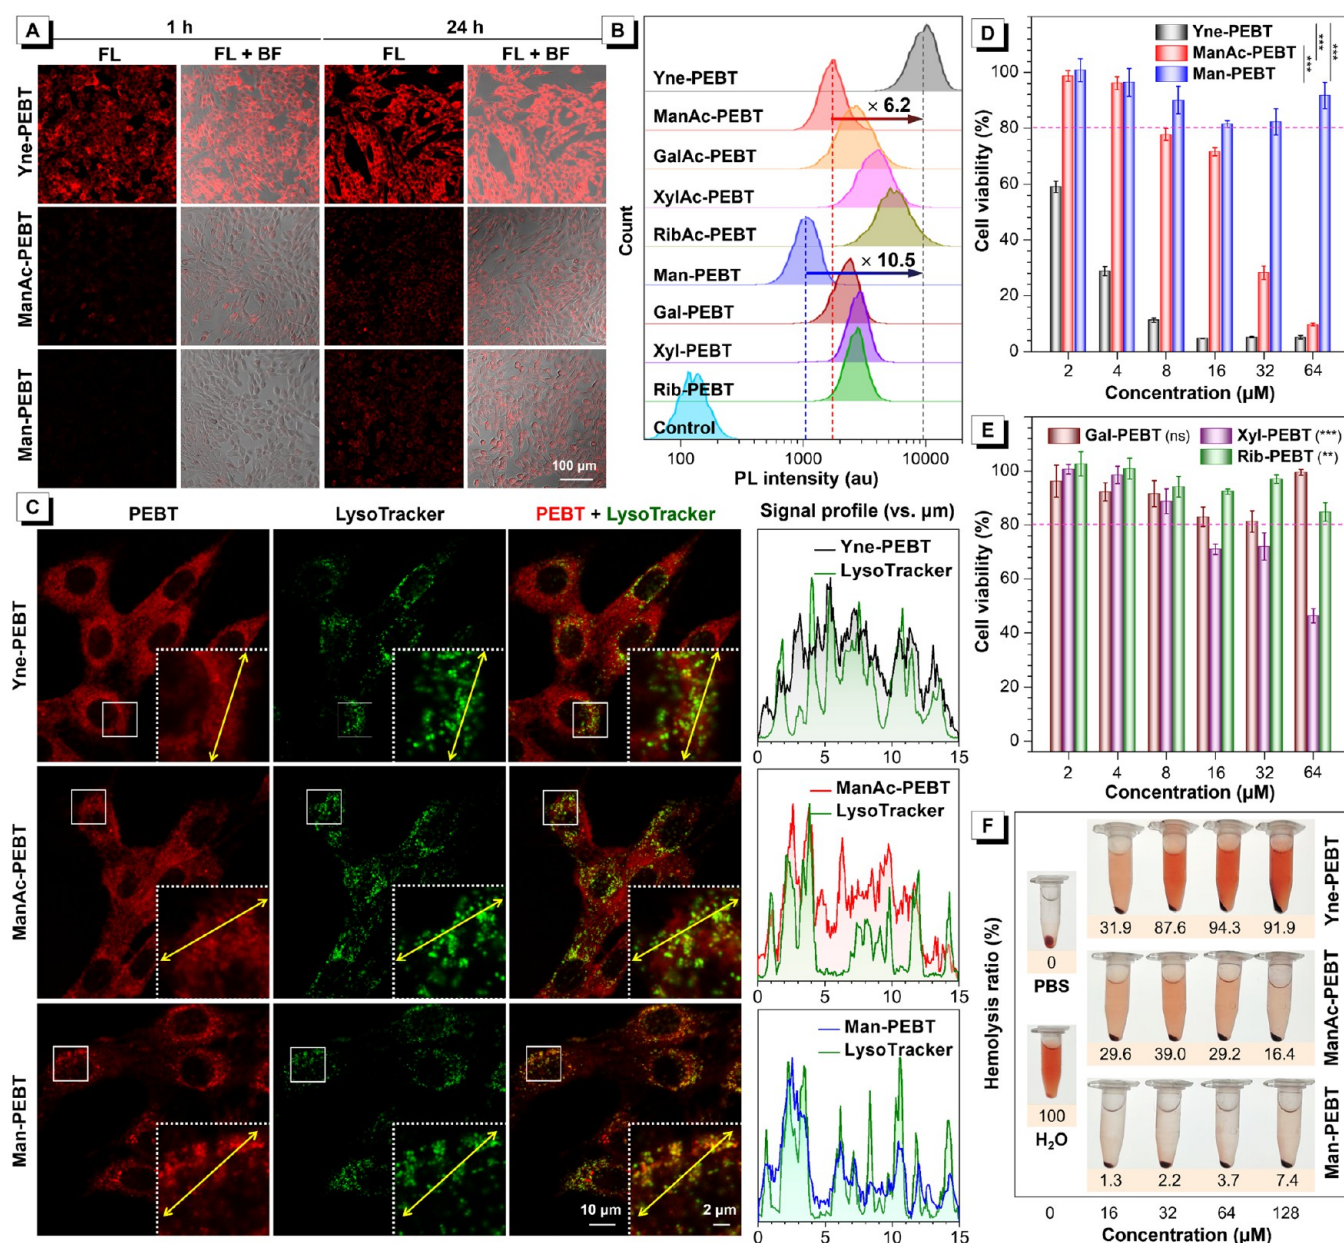 A
1 h
24 h
FL
FL + BF
FL
FL + BF
Yne-PEBT
ManAc-PEBT
Man-PEBT
100 μm
B
Yne-PEBT
ManAc-PEBT
× 6.2
GalAc-PEBT
XylAc-PEBT
RibAc-PEBT
Man-PEBT
× 10.5
Gal-PEBT
Xyl-PEBT
Rib-PEBT
Control
Count
100
1000
10000
PL intensity (au)
C
PEBT
LysoTracker
PEBT + LysoTracker
Signal profile (vs. μm)
Yne-PEBT
Yne-PEBT
LysoTracker
0
5
10
15
ManAc-PEBT
ManAc-PEBT
LysoTracker
0
5
10
15
Man-PEBT
10 μm
2 μm
Man-PEBT
LysoTracker
0
5
10
15
D
Yne-PEBT
ManAc-PEBT
Man-PEBT
***
***
***
Cell viability (%)
100
80
60
40
20
0
2
4
8
16
32
64
Concentration (μM)
E
Gal-PEBT (ns)
Xyl-PEBT (***)
Rib-PEBT (**)
Cell viability (%)
100
80
60
40
20
0
2
4
8
16
32
64
Concentration (μM)
F
Hemolysis ratio (%)
0
PBS
100
H₂O
31.9
87.6
94.3
91.9
Yne-PEBT
29.6
39.0
29.2
16.4
ManAc-PEBT
1.3
2.2
3.7
7.4
Man-PEBT
0
16
32
64
128
Concentration (μM)